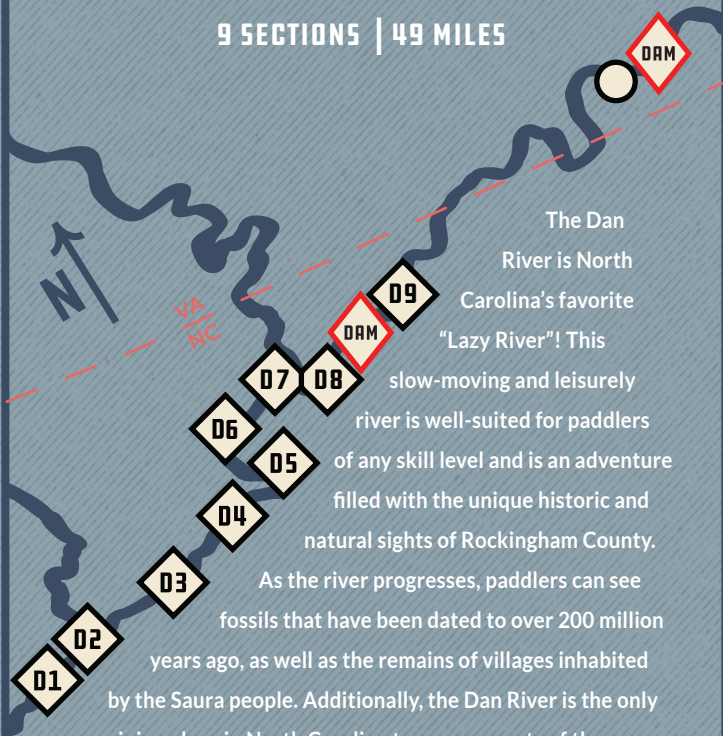 9 SECTIONS | 49 MILES
DAM
The Dan
River is North
Carolina’s favorite
“Lazy River”! This
slow-moving and leisurely
river is well-suited for paddlers
of any skill level and is an adventure
filled with the unique historic and
natural sights of Rockingham County.
As the river progresses, paddlers can see
fossils that have been dated to over 200 million
years ago, as well as the remains of villages inhabited
by the Saura people. Additionally, the Dan River is the only
N
VA
NC
D9
DAM
D7
D8
D6
D5
D4
D3
D2
D1